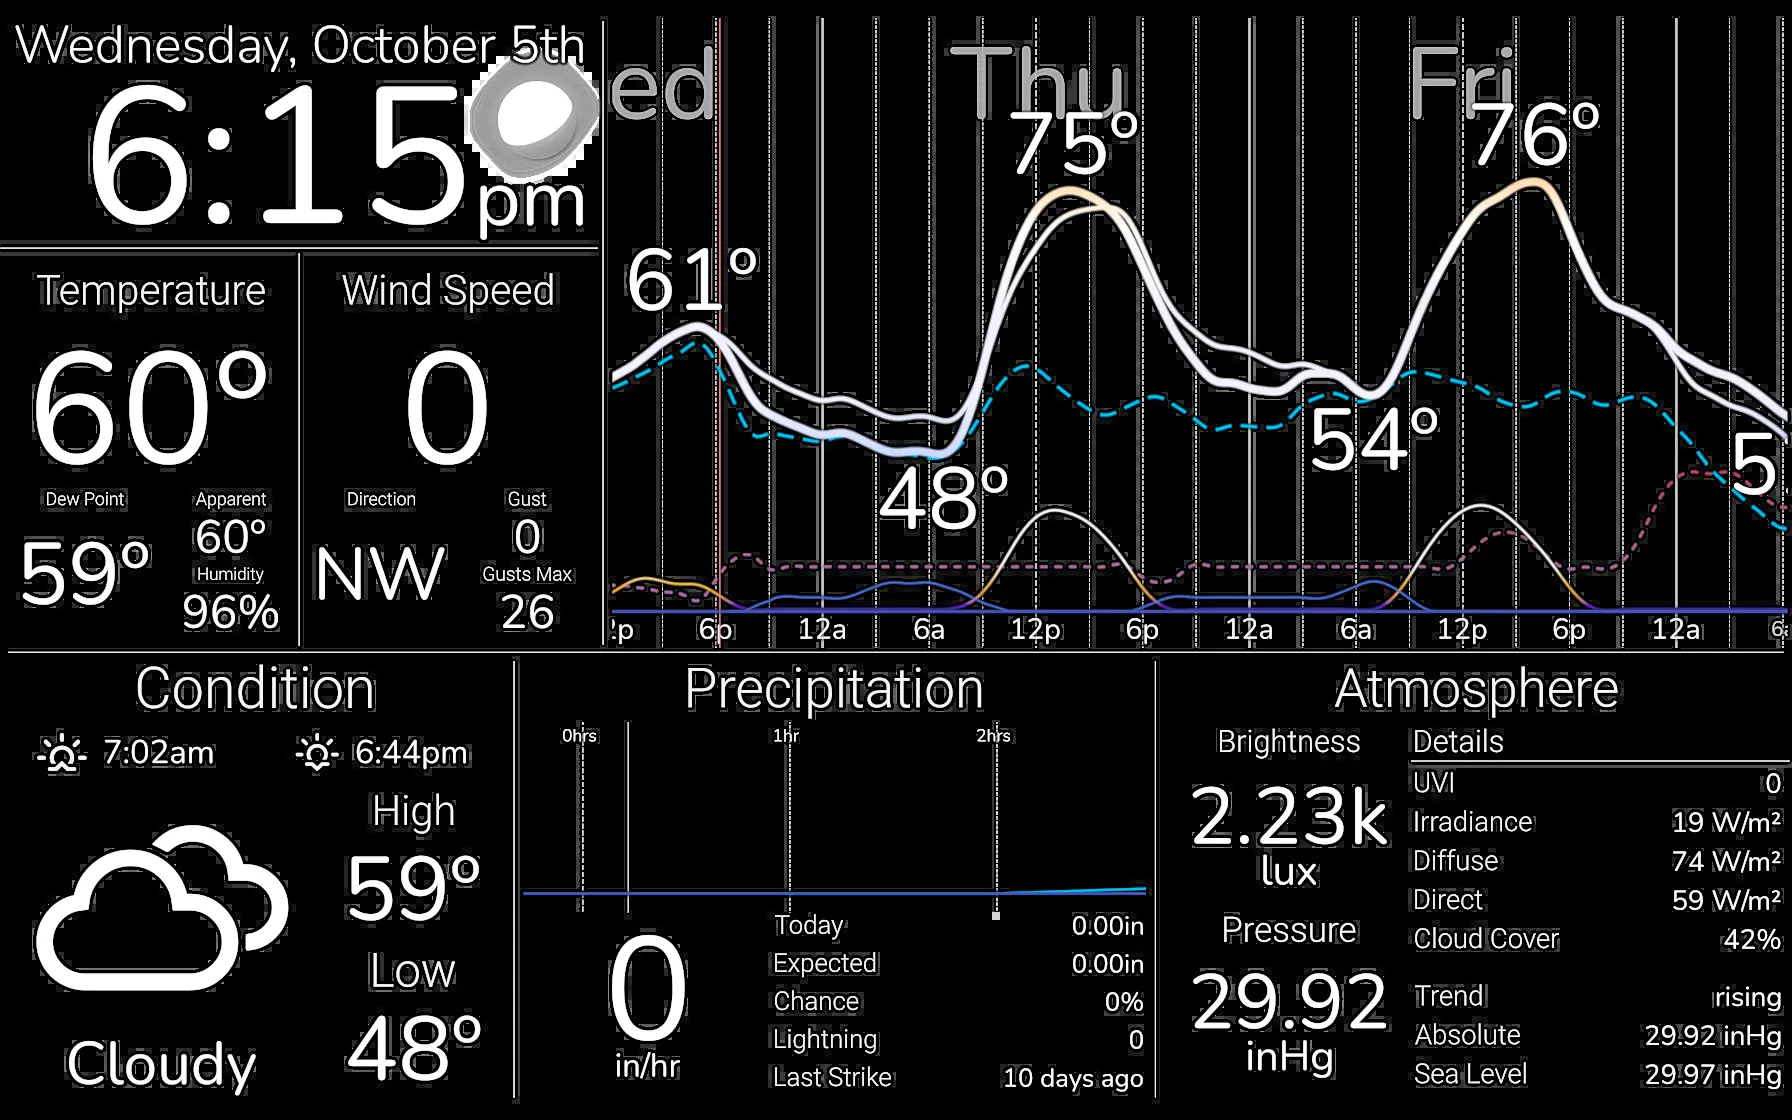 Wednesday, October 5th
6:15 pm
ed Thu Fri
75° 76°
61°
54°
48°
5
6p 12a 6a 12p 6p 12a 6a 12p 6p 12a
Temperature
60°
Dew Point
59°
Apparent
60°
Humidity
96%
Wind Speed
0
Direction
NW
Gust
0
Gusts Max
26
Condition
7:02am 6:44pm
High
59°
Low
48°
Cloudy
Precipitation
0hrs 1hr 2hrs
0
in/hr
Today 0.00in
Expected 0.00in
Chance 0%
Lightning 0
Last Strike 10 days ago
Atmosphere
Brightness
2.23k
lux
Pressure
29.92
inHg
Details
UVI 0
Irradiance 19 W/m²
Diffuse 74 W/m²
Direct 59 W/m²
Cloud Cover 42%
Trend rising
Absolute 29.92 inHg
Sea Level 29.97 inHg